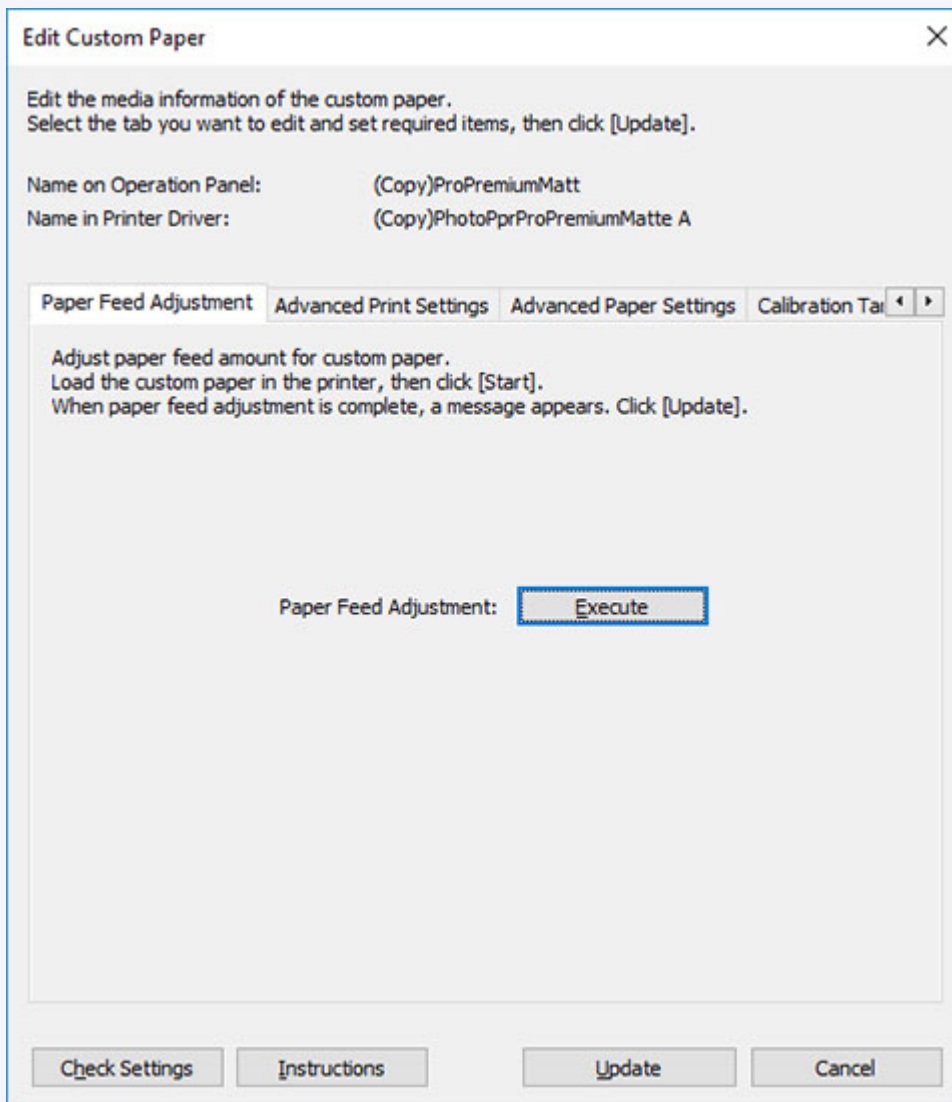 Edit Custom Paper
Edit the media information of the custom paper.
Select the tab you want to edit and set required items, then click [Update].
Name on Operation Panel: (Copy)ProPremiumMatt
Name in Printer Driver: (Copy)PhotoPprProPremiumMatte A
Paper Feed Adjustment Advanced Print Settings Advanced Paper Settings Calibration Tar
Adjust paper feed amount for custom paper.
Load the custom paper in the printer, then click [Start].
When paper feed adjustment is complete, a message appears. Click [Update].
Paper Feed Adjustment: Execute
Check Settings Instructions Update Cancel